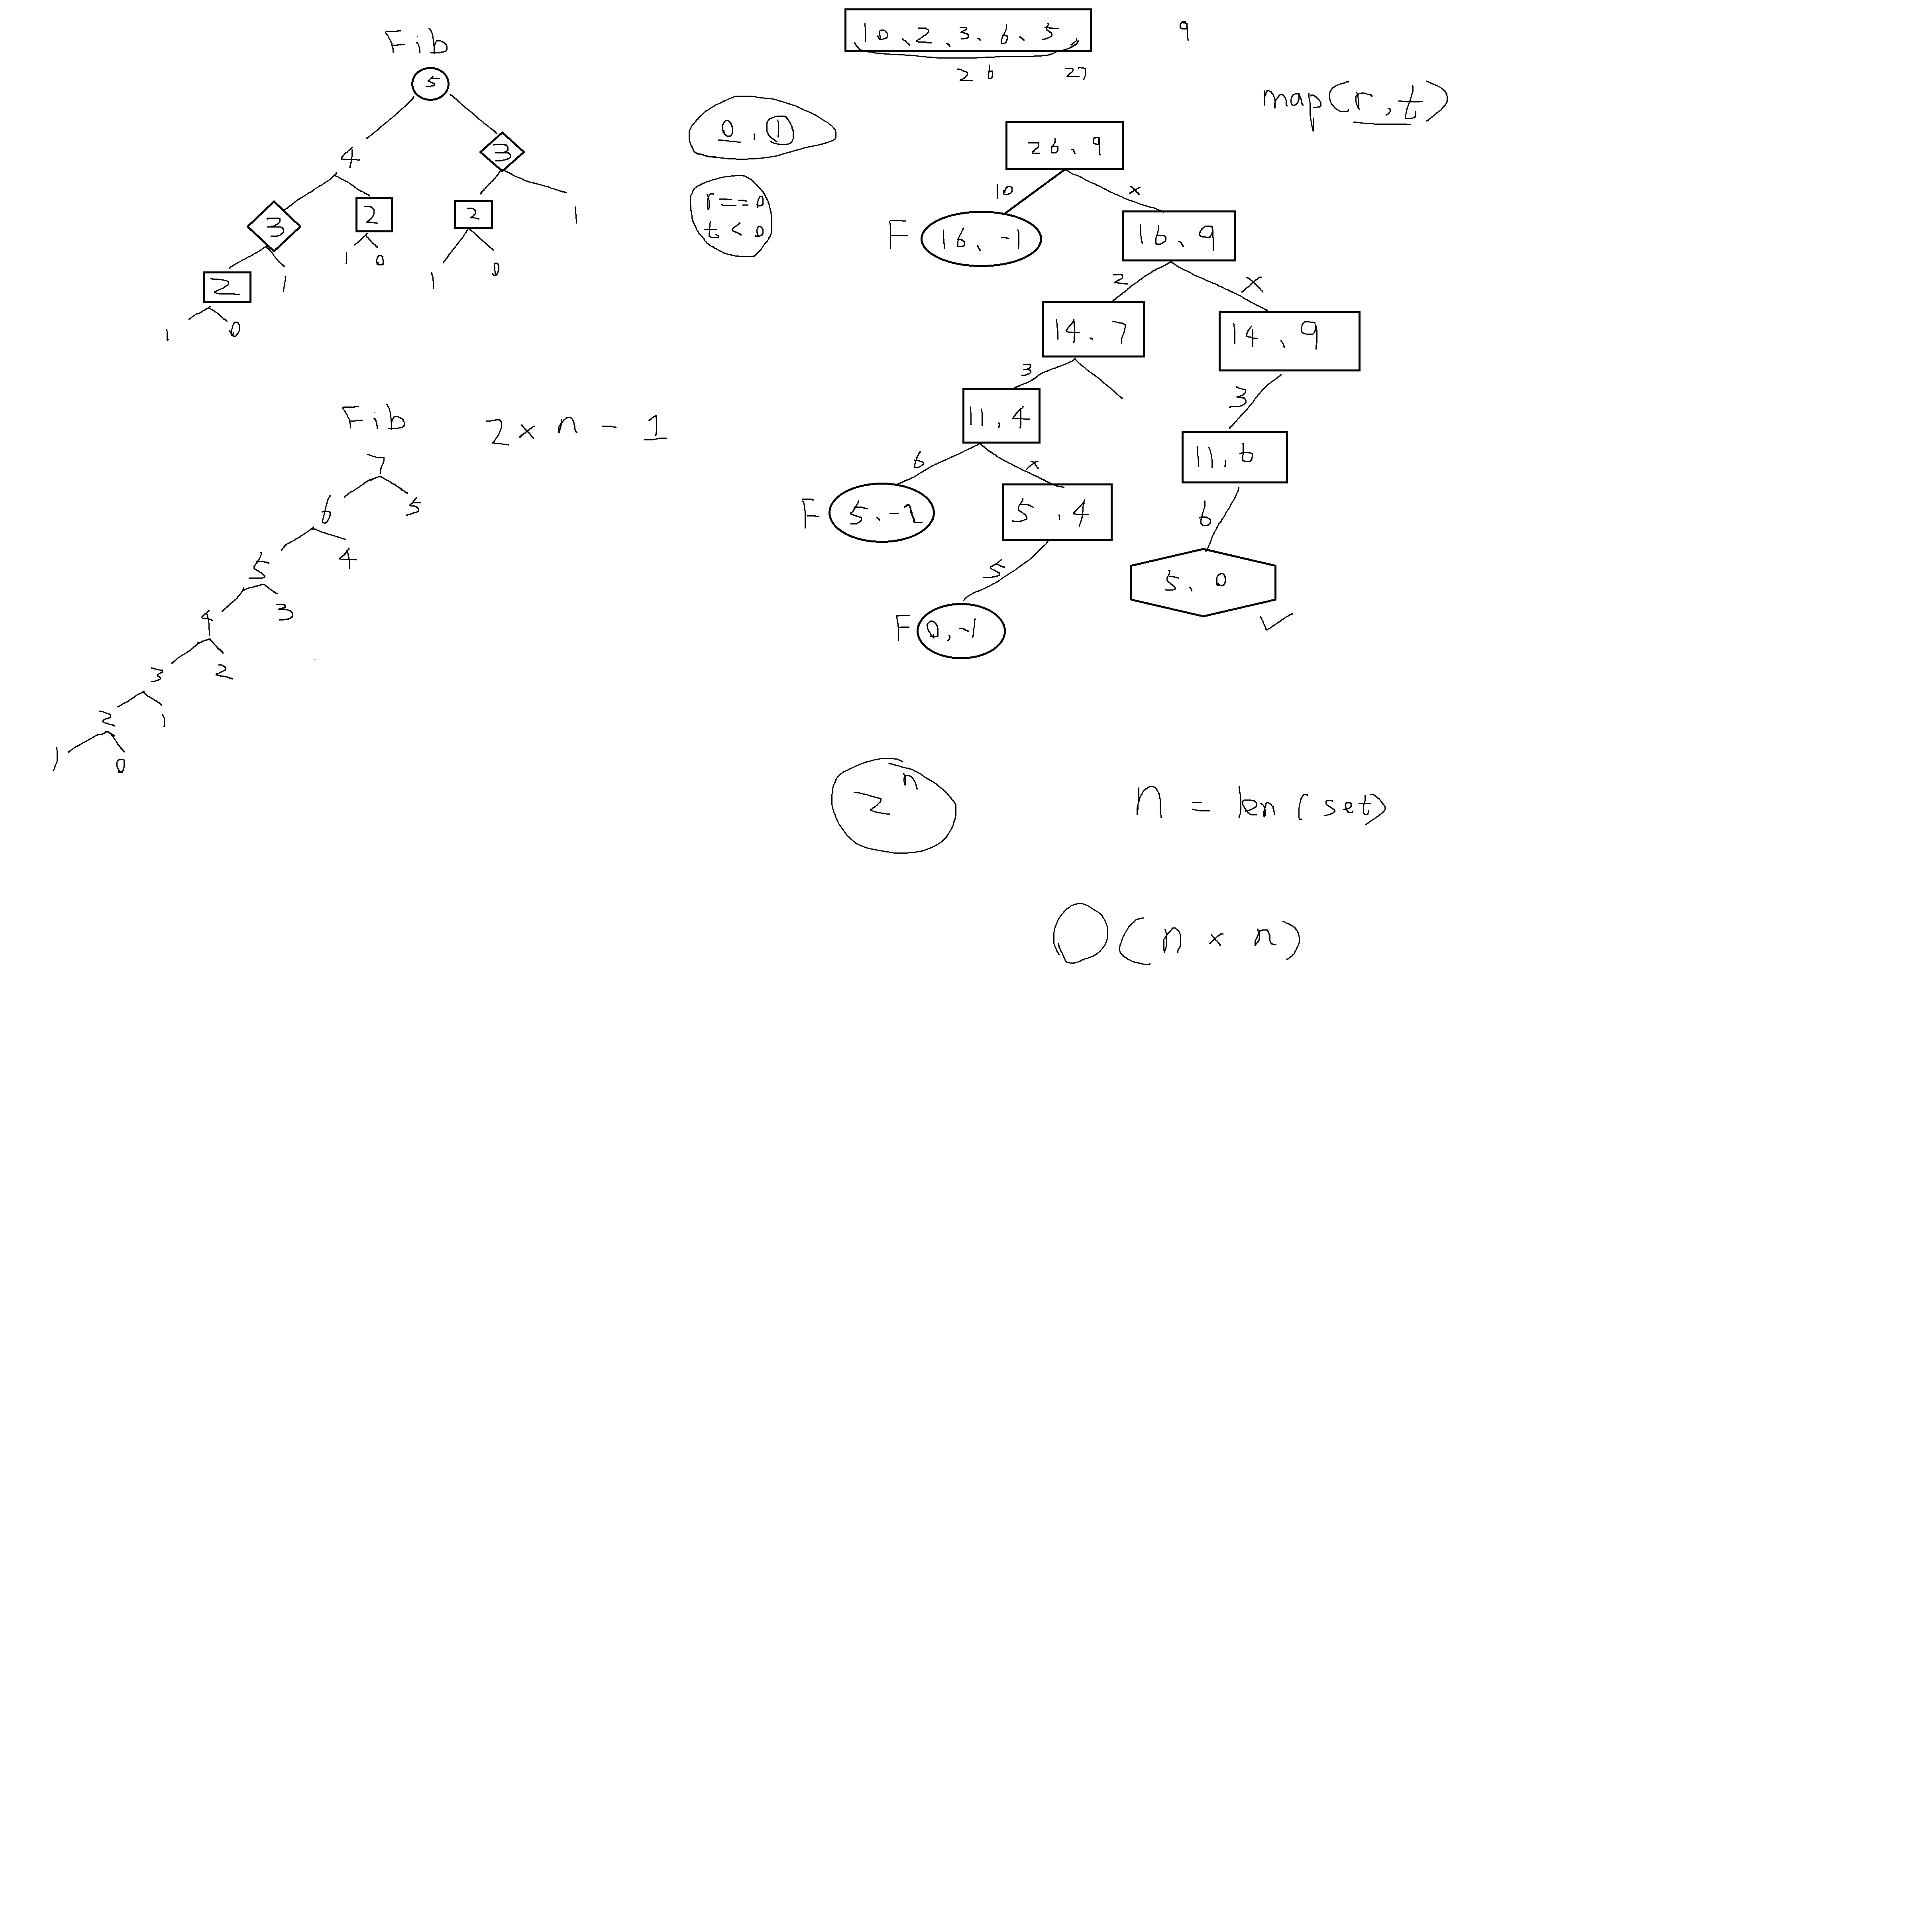 Fib
5
4 3
3 2 2 1
2 1 1 0 1 0
1 0
Fib 2 x n - 1
7
6 5
5 4
4 3
3 2
2 1
1 0
10, 2, 3, 6, 5, 9
26 27
map(r, t)
0, 1
r == 0
t < 0
26, 9
10 x
F 16, -1 16, 9
2 x
14, 7 14, 9
3 3
11, 4 11, 6
6 x 6
F 5, -2 5, 4 5, 0
5
F 0, -1
2^n n = len(set)
O(n x n)